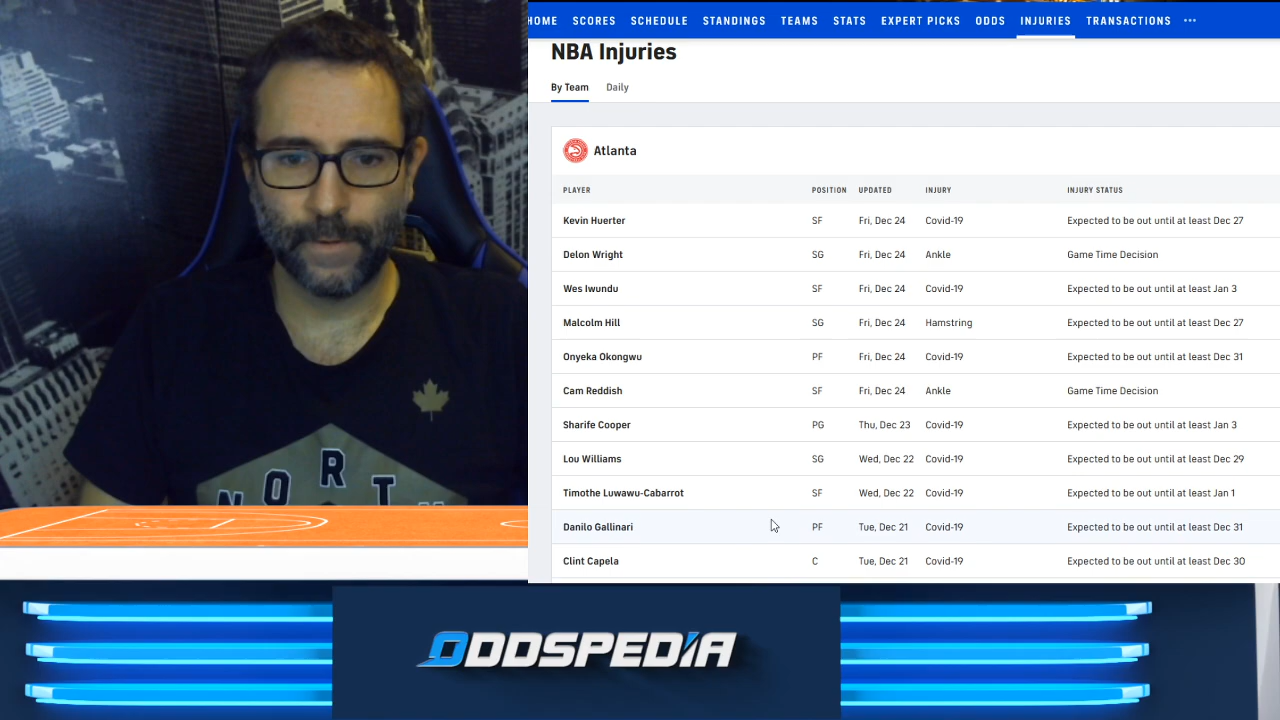 HOME SCORES SCHEDULE STANDINGS TEAMS STATS EXPERT PICKS ODDS INJURIES TRANSACTIONS ...
NBA Injuries
By Team Daily
Atlanta
PLAYER POSITION UPDATED INJURY INJURY STATUS
Kevin Huerter SF Fri, Dec 24 Covid-19 Expected to be out until at least Dec 27
Delon Wright SG Fri, Dec 24 Ankle Game Time Decision
Wes Iwundu SF Fri, Dec 24 Covid-19 Expected to be out until at least Jan 3
Malcolm Hill SG Fri, Dec 24 Hamstring Expected to be out until at least Dec 27
Onyeka Okongwu PF Fri, Dec 24 Covid-19 Expected to be out until at least Dec 31
Cam Reddish SF Fri, Dec 24 Ankle Game Time Decision
Sharife Cooper PG Thu, Dec 23 Covid-19 Expected to be out until at least Jan 3
Lou Williams SG Wed, Dec 22 Covid-19 Expected to be out until at least Dec 29
Timothe Luwawu-Cabarrot SF Wed, Dec 22 Covid-19 Expected to be out until at least Jan 1
Danilo Gallinari PF Tue, Dec 21 Covid-19 Expected to be out until at least Dec 31
Clint Capela C Tue, Dec 21 Covid-19 Expected to be out until at least Dec 30
NORTH
ODDSPEDIA